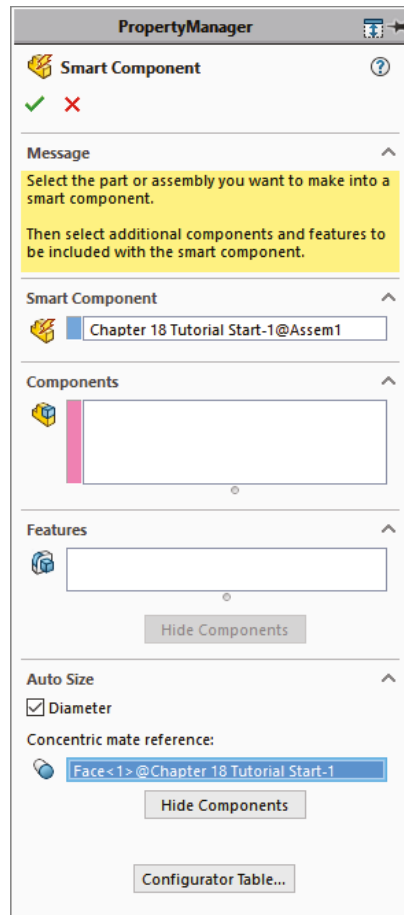 PropertyManager
Smart Component
Message
Select the part or assembly you want to make into a
smart component.
Then select additional components and features to
be included with the smart component.
Smart Component
Chapter 18 Tutorial Start-1@Assem1
Components
Features
Hide Components
Auto Size
Diameter
Concentric mate reference:
Face<1>@Chapter 18 Tutorial Start-1
Hide Components
Configurator Table...